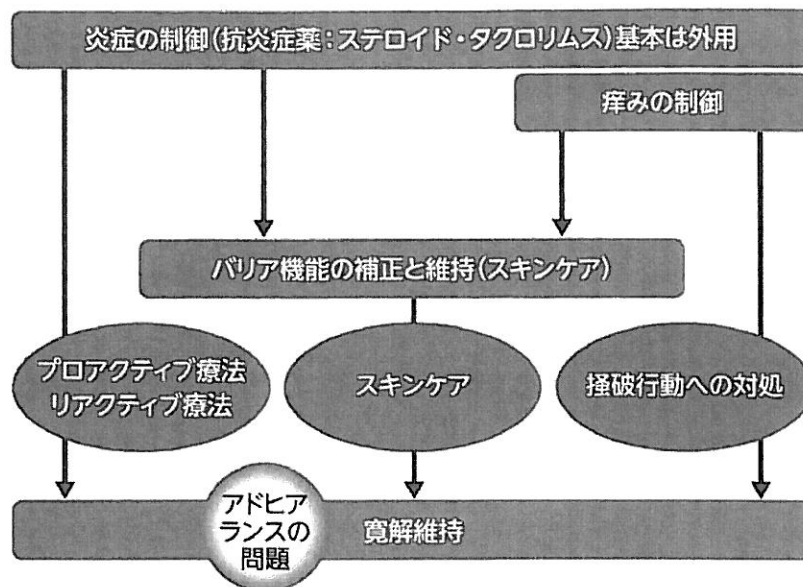 炎症の制御(抗炎症薬:ステロイド・タクロリムス)基本は外用
痒みの制御
バリア機能の補正と維持(スキンケア)
プロアクティブ療法
リアクティブ療法
スキンケア
掻破行動への対処
アドヒア
ランスの
問題
寛解維持